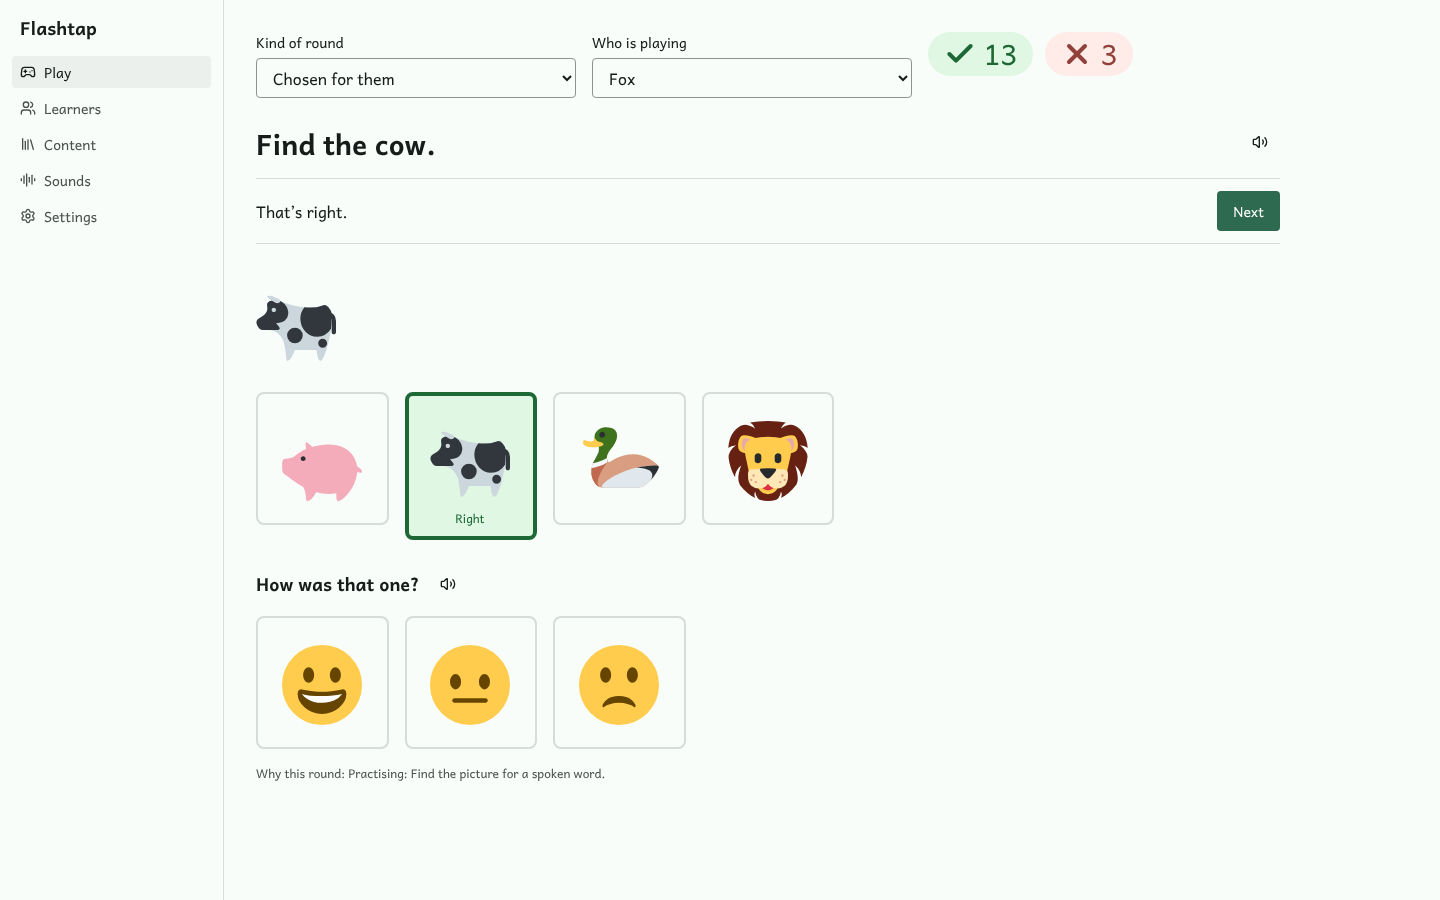 Flashtap
Play
Learners
Content
Sounds
Settings
Kind of round
Chosen for them
Who is playing
Fox
13
3
Find the cow.
That's right.
Next
Right
How was that one?
Why this round: Practising: Find the picture for a spoken word.